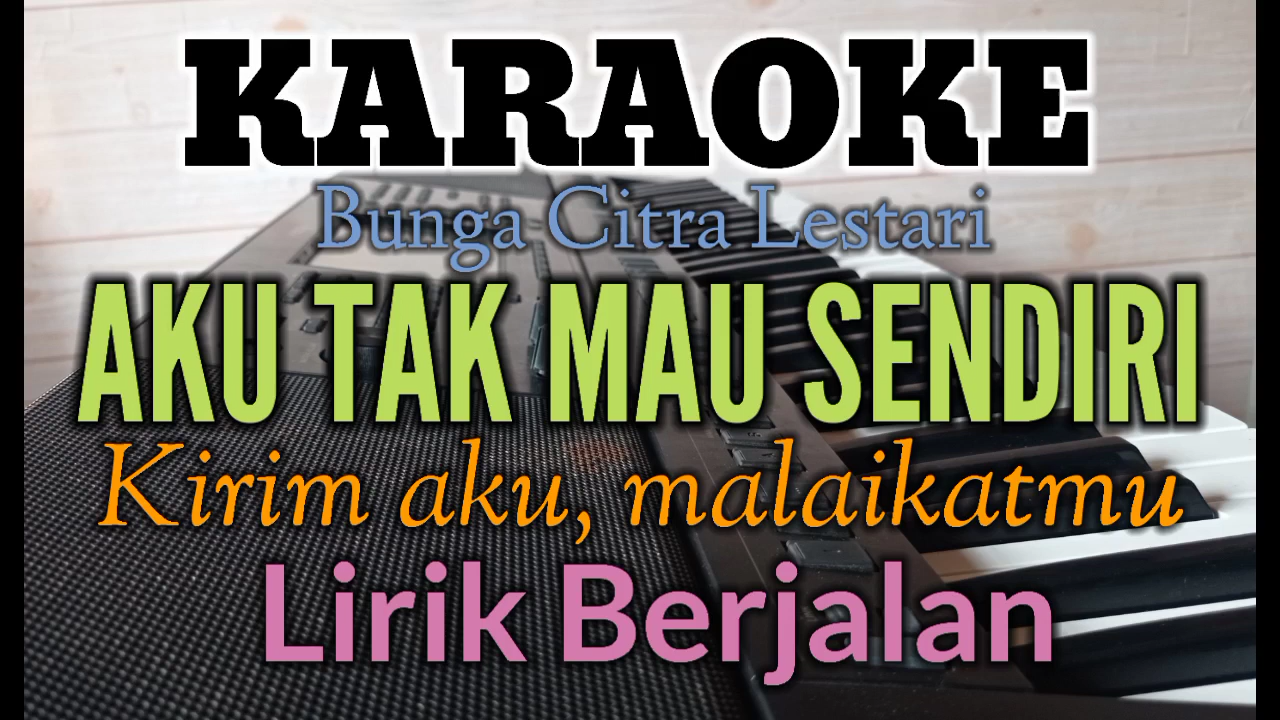 KARAOKE
Bunga Citra Lestari
AKU TAK MAU SENDIRI
Kirim aku, malaikatmu
Lirik Berjalan